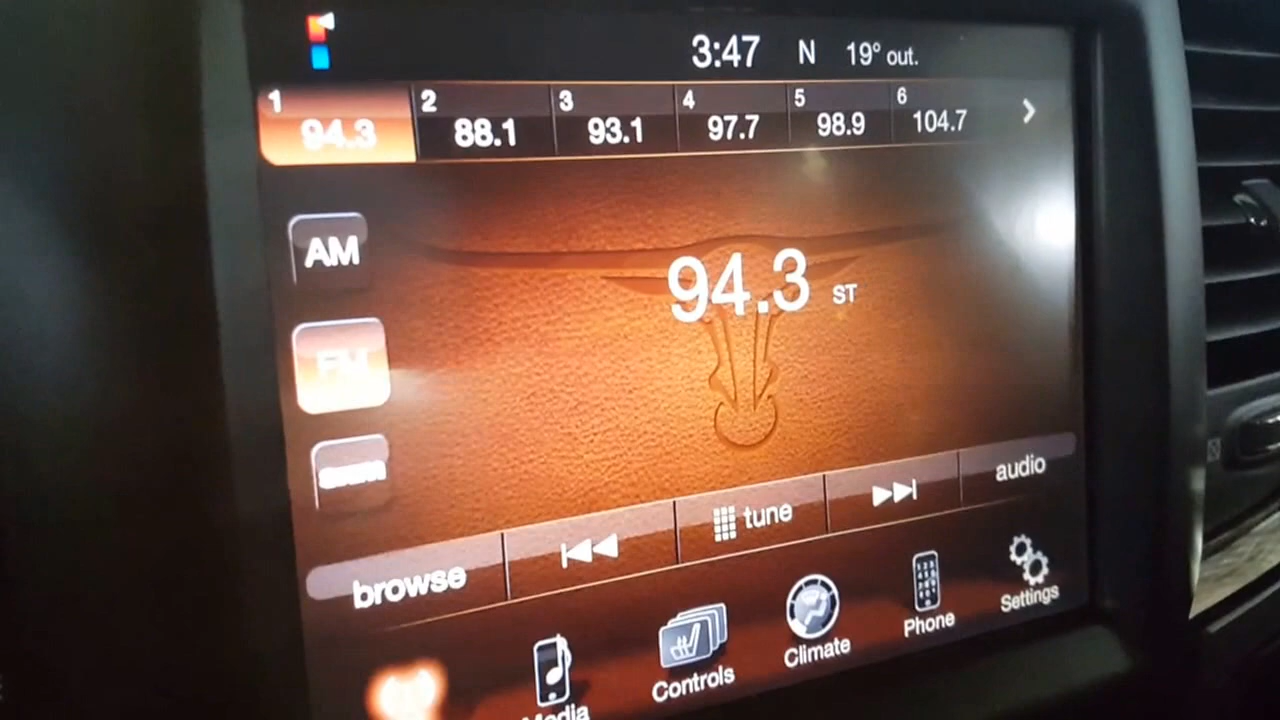 3:47 N 19° out.
1 2 3 4 5 6
94.3 88.1 93.1 97.7 98.9 104.7
AM
94.3 ST
FM
audio
tune
browse
Settings
Phone
Climate
Controls
Media